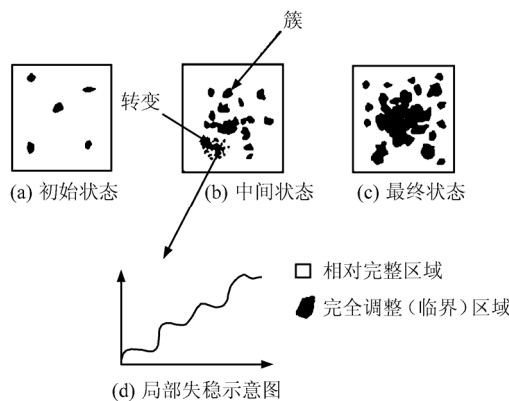 簇
转变
(a) 初始状态
(b) 中间状态
(c) 最终状态
相对完整区域
完全调整(临界)区域
(d) 局部失稳示意图